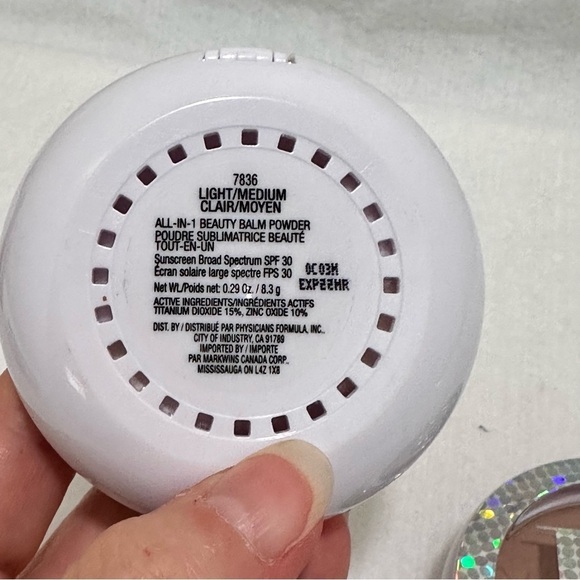 7836
LIGHT/MEDIUM
CLAIR/MOYEN
ALL-IN-1 BEAUTY BALM POWDER
POUDRE SUBLIMATRICE BEAUTÉ
TOUT-EN-UN
Sunscreen Broad Spectrum SPF 30
Écran solaire large spectre FPS 30
Net Wt./Poids net: 0.29 Oz. / 8.3 g
ACTIVE INGREDIENTS/INGRÉDIENTS ACTIFS
TITANIUM DIOXIDE 15%, ZINC OXIDE 10%
DIST. BY / DISTRIBUÉ PAR PHYSICIANS FORMULA, INC.
CITY OF INDUSTRY, CA 91789
IMPORTED BY / IMPORTE
PAR MARKWINS CANADA CORP.
MISSISSAUGA ON L4Z 1X8
0C03M
EXP22MR